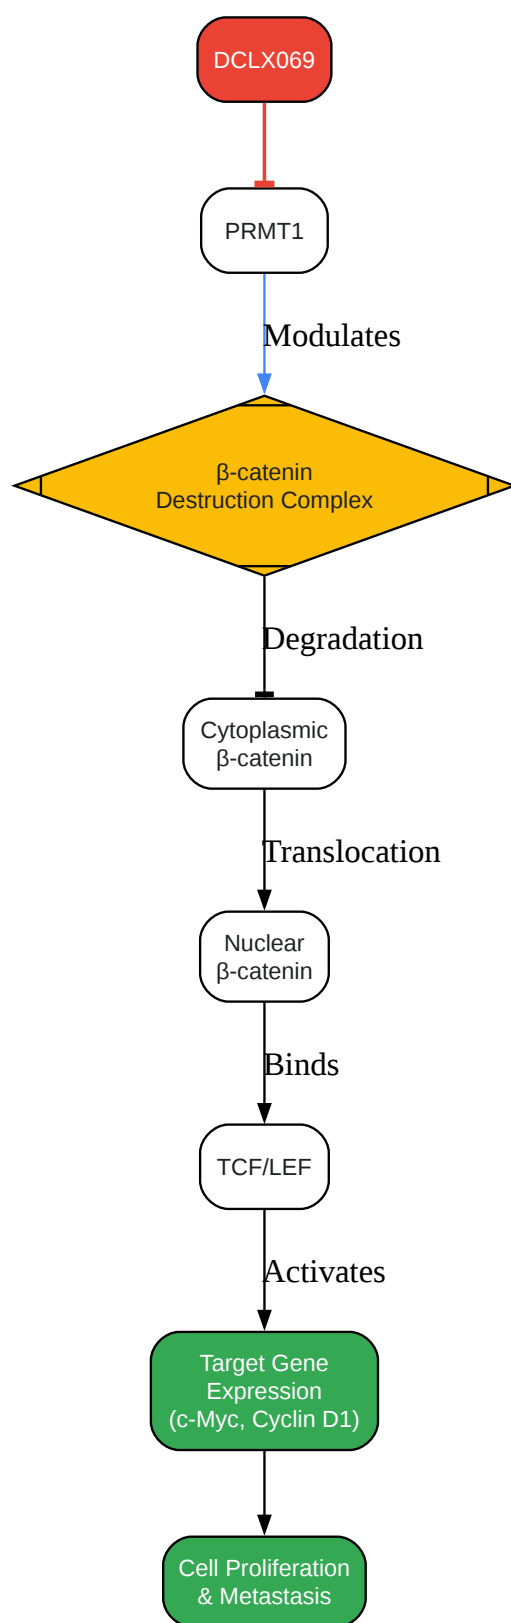 DCLX069
PRMT1
Modulates
β-catenin
Destruction Complex
Degradation
Cytoplasmic
β-catenin
Translocation
Nuclear
β-catenin
Binds
TCF/LEF
Activates
Target Gene
Expression
(c-Myc, Cyclin D1)
Cell Proliferation
& Metastasis